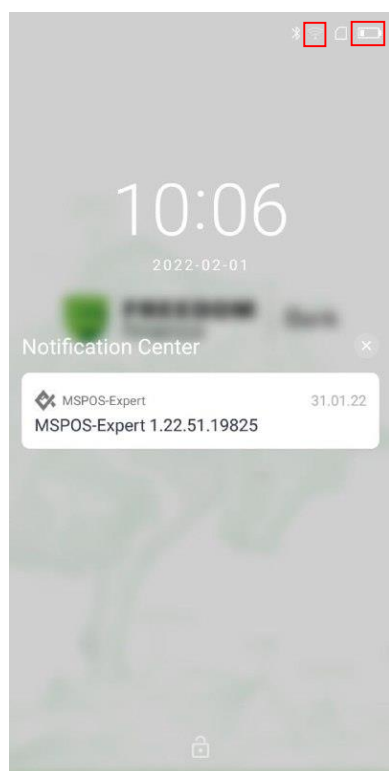 10:06
2022-02-01
Notification Center
MSPOS-Expert 31.01.22
MSPOS-Expert 1.22.51.19825